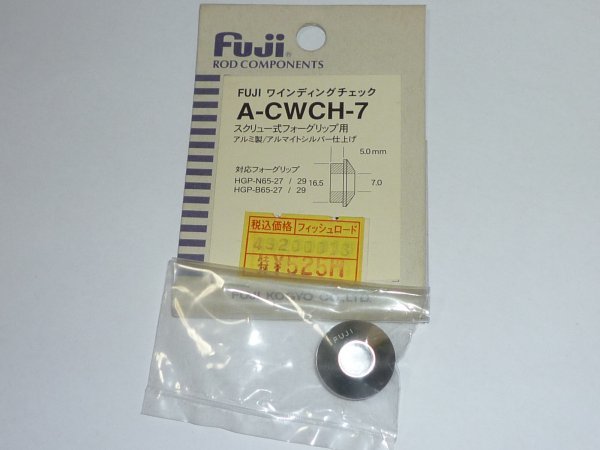 Fuji®
ROD COMPONENTS
FUJI ワインディングチェック
A-CWCH-7
スクリュー式フォーグリップ用
アルミ製/アルマイトシルバー仕上げ
5.0mm
対応フォーグリップ
HGP-N65-27 / 29
HGP-B65-27 / 29
16.5
7.0
税込価格 フィッシュロード
特¥525M
FUJI KOGYO CO., LTD.
FUJI